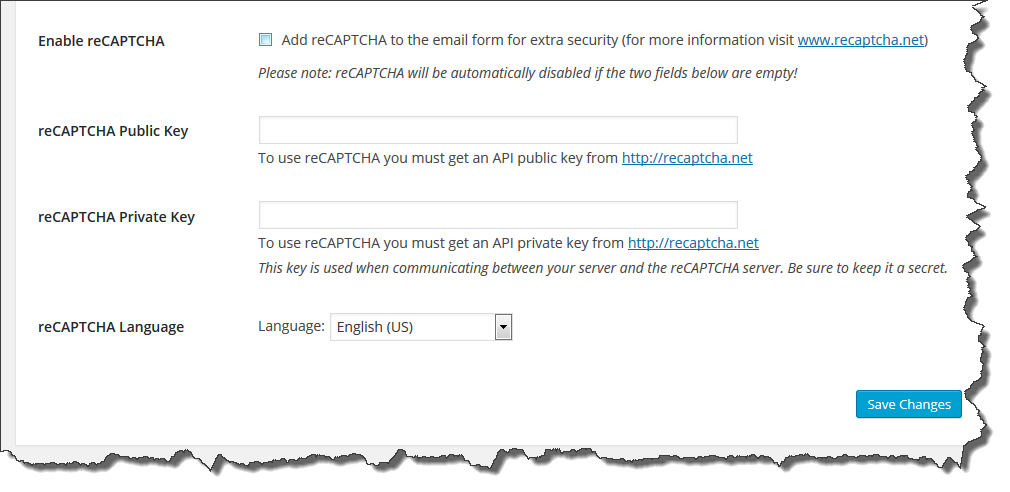 Enable reCAPTCHA
Add reCAPTCHA to the email form for extra security (for more information visit www.recaptcha.net)
Please note: reCAPTCHA will be automatically disabled if the two fields below are empty!
reCAPTCHA Public Key
To use reCAPTCHA you must get an API public key from http://recaptcha.net
reCAPTCHA Private Key
To use reCAPTCHA you must get an API private key from http://recaptcha.net
This key is used when communicating between your server and the reCAPTCHA server. Be sure to keep it a secret.
reCAPTCHA Language
Language: English (US)
Save Changes